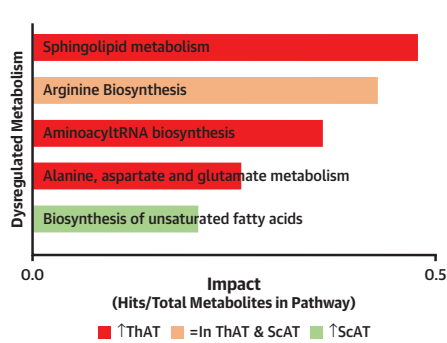 Dysregulated Metabolism
Sphingolipid metabolism
Arginine Biosynthesis
AminoacyltRNA biosynthesis
Alanine, aspartate and glutamate metabolism
Biosynthesis of unsaturated fatty acids
0.0
0.5
Impact
(Hits/Total Metabolites in Pathway)
↑ThAT =In ThAT & ScAT ↑ScAT